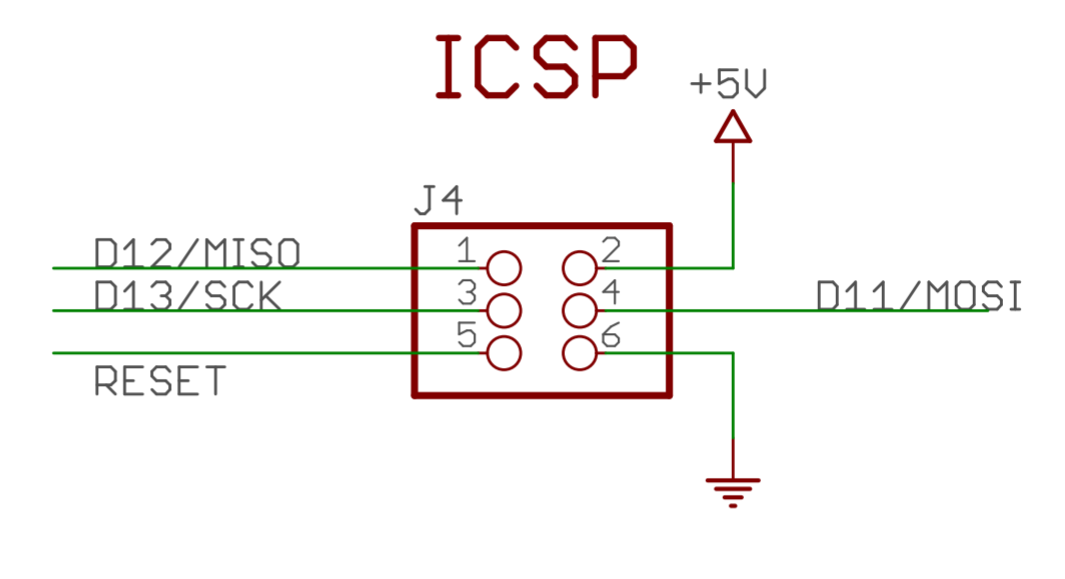 ICSP
+5V
J4
D12/MISO 1 2
D13/SCK 3 4 D11/MOSI
5 6
RESET